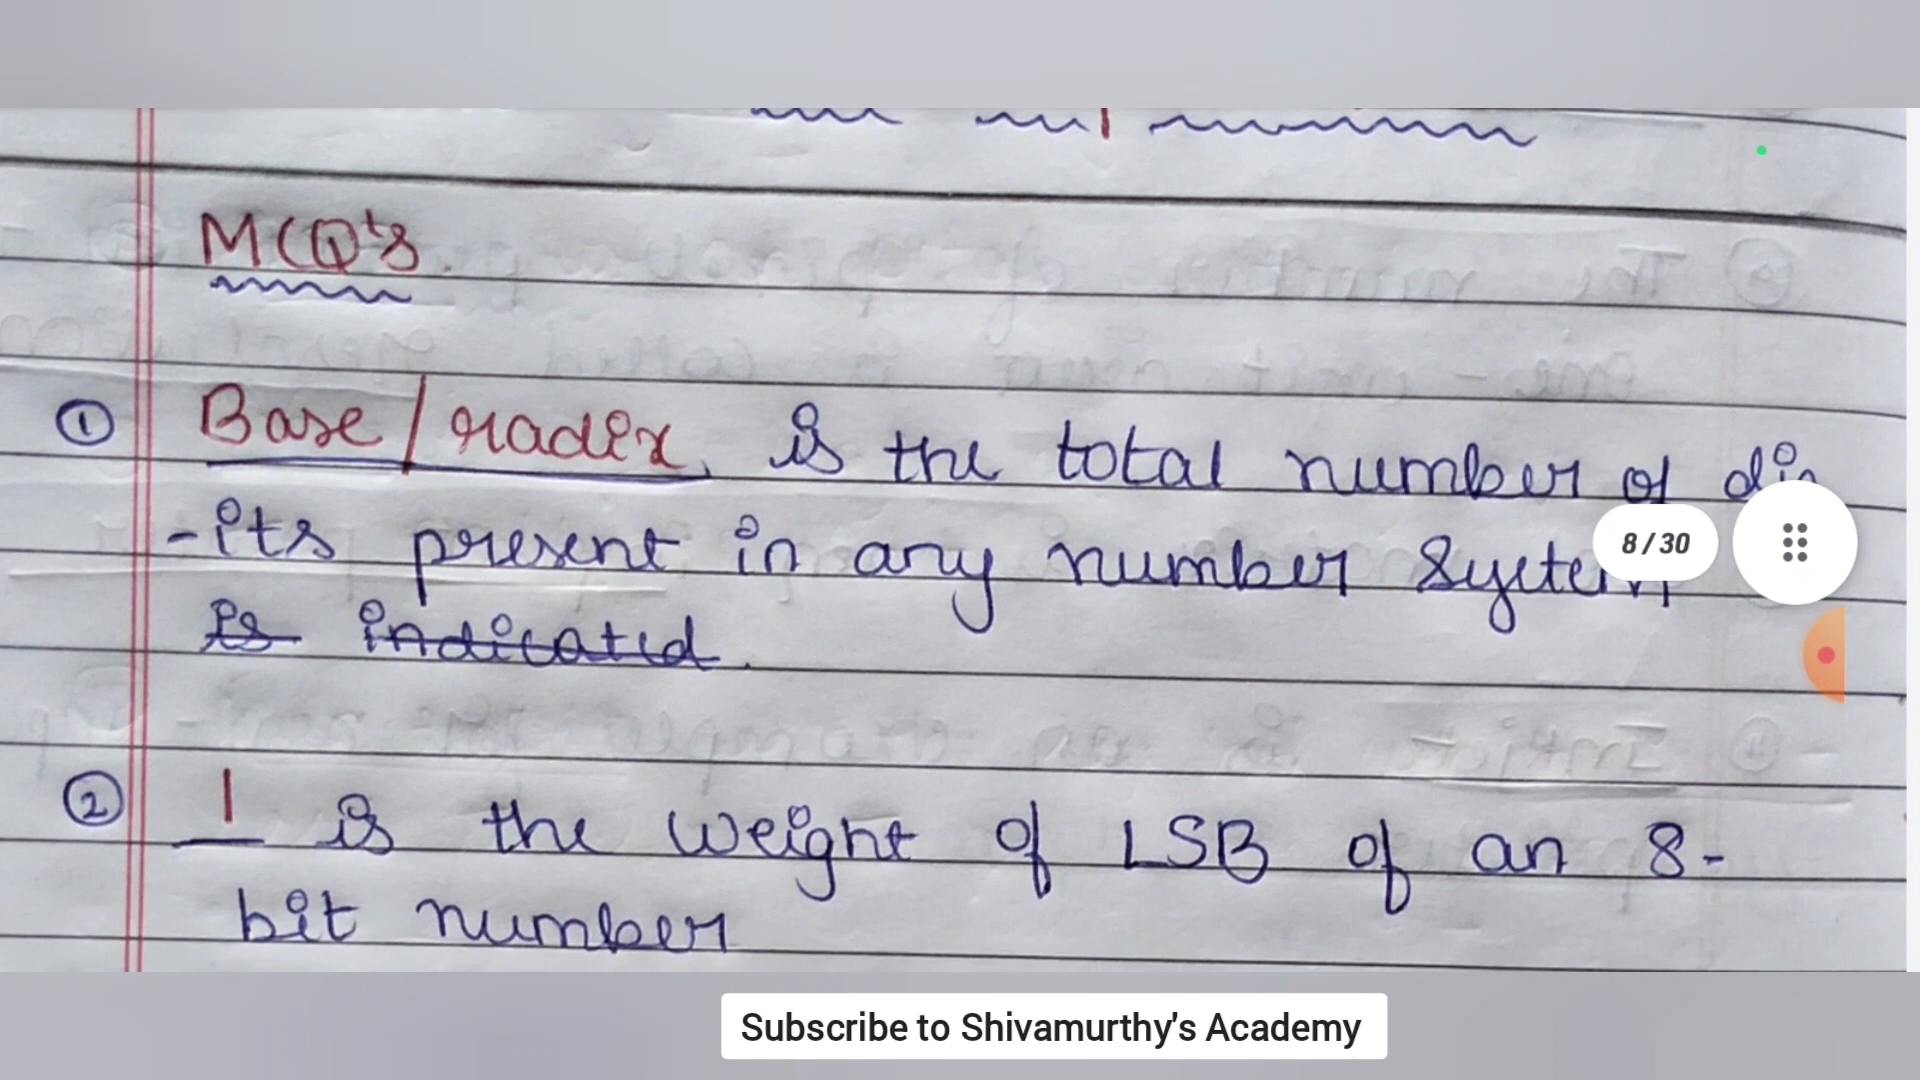 MCQ's.
① Base/radix, is the total number of dig
-its present in any number System
is indicated.
② 1 is the weight of LSB of an 8-
bit number
8/30
Subscribe to Shivamurthy's Academy